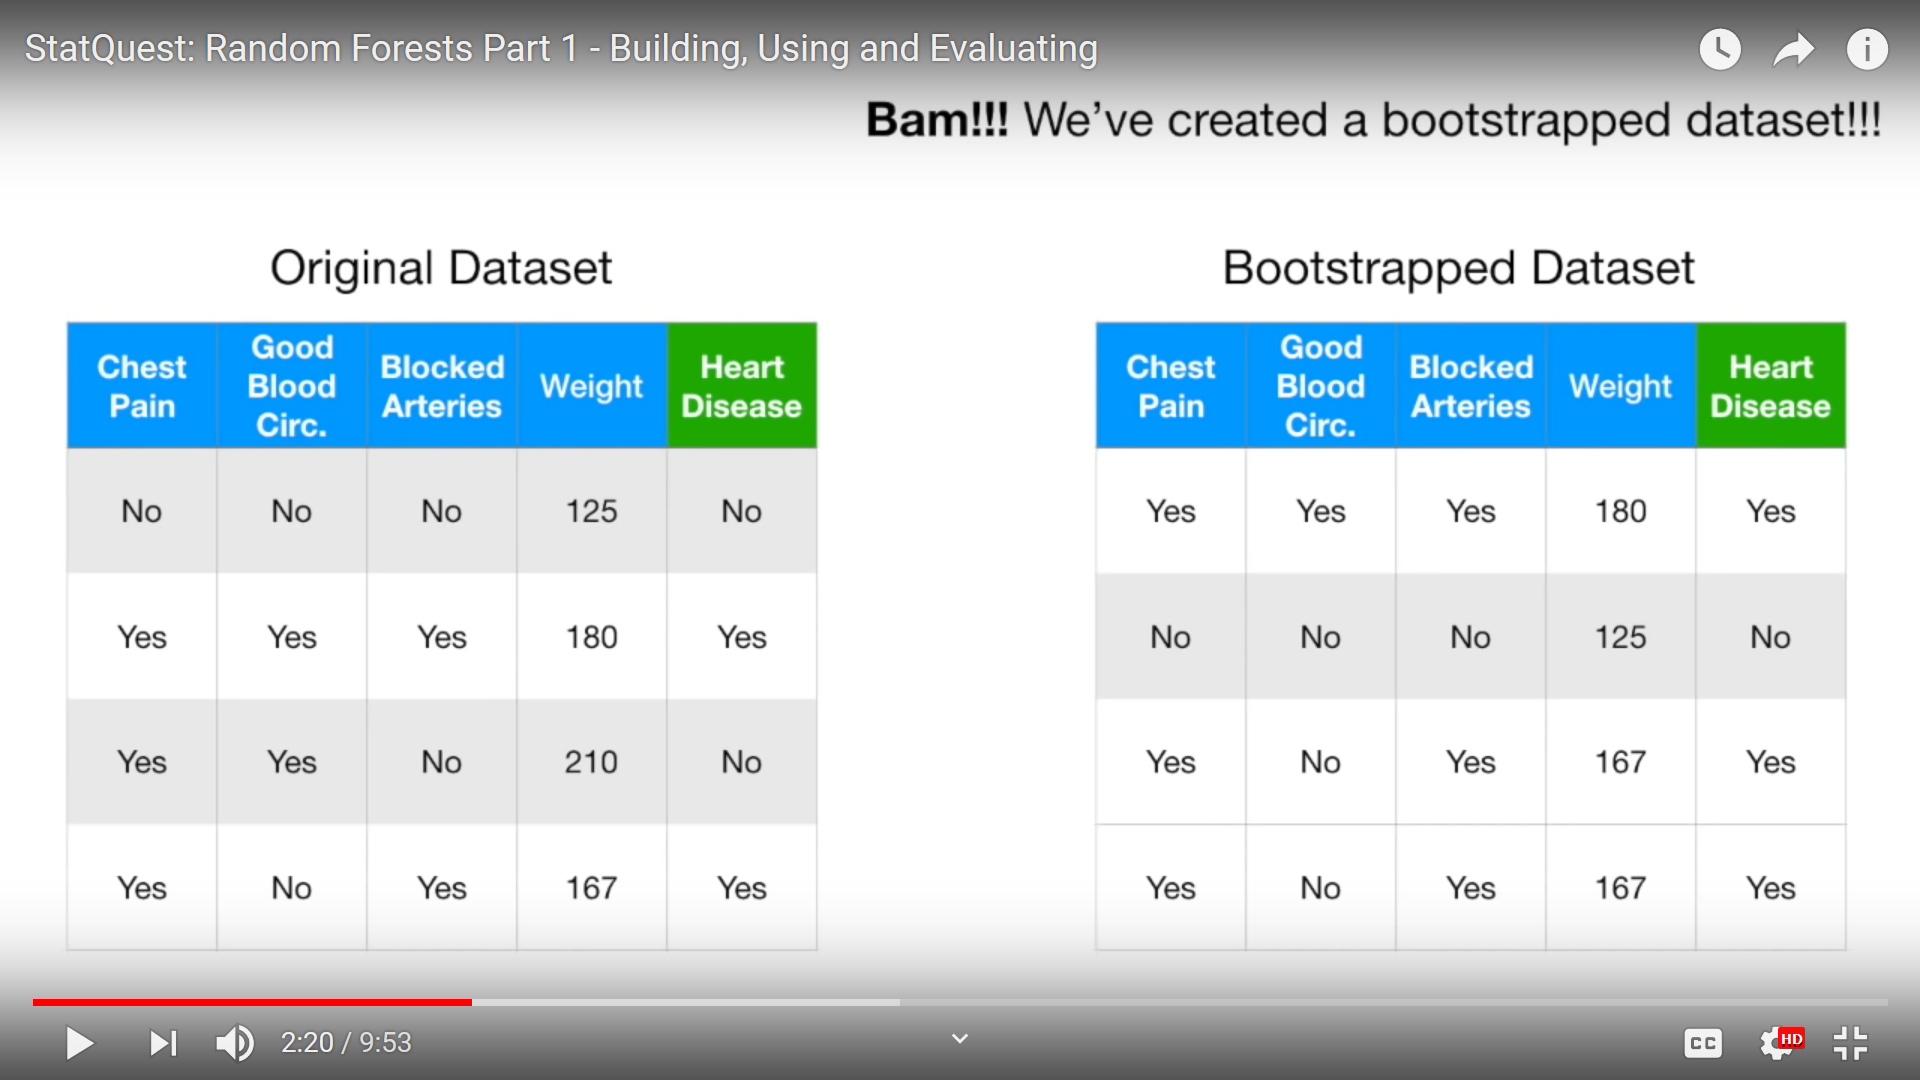 StatQuest: Random Forests Part 1 - Building, Using and Evaluating
Bam!!! We've created a bootstrapped dataset!!!
Original Dataset
Chest Pain Good Blood Circ. Blocked Arteries Weight Heart Disease
No No No 125 No
Yes Yes Yes 180 Yes
Yes Yes No 210 No
Yes No Yes 167 Yes
Bootstrapped Dataset
Chest Pain Good Blood Circ. Blocked Arteries Weight Heart Disease
Yes Yes Yes 180 Yes
No No No 125 No
Yes No Yes 167 Yes
Yes No Yes 167 Yes
2:20 / 9:53
CC
HD